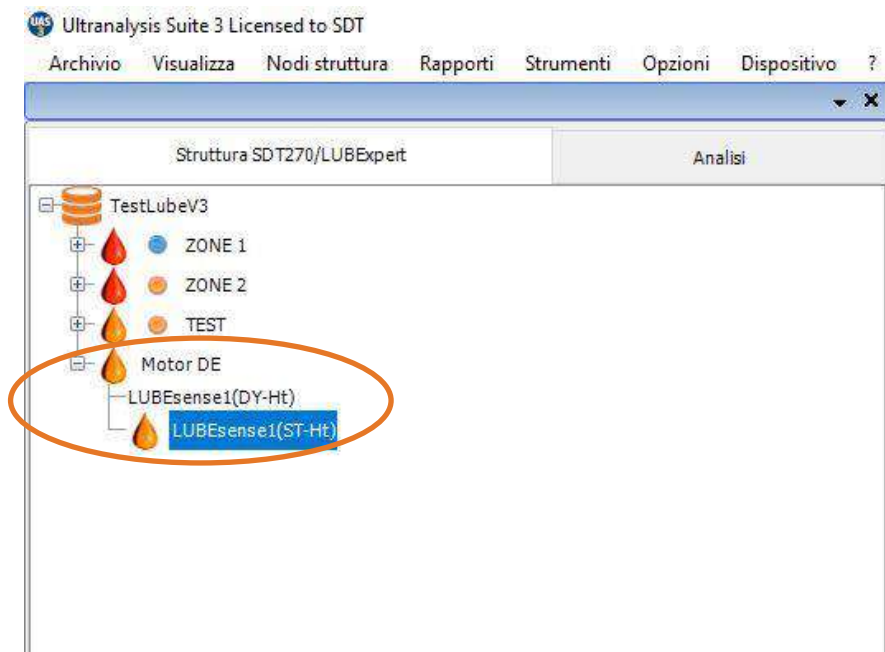 UAS
Ultranalysis Suite 3 Licensed to SDT
Archivio Visualizza Nodi struttura Rapporti Strumenti Opzioni Dispositivo ?
Struttura SDT270/LUBExpert Analisi
TestLubeV3
ZONE 1
ZONE 2
TEST
Motor DE
LUBEsense1(DY-Ht)
LUBEsense1(ST-Ht)